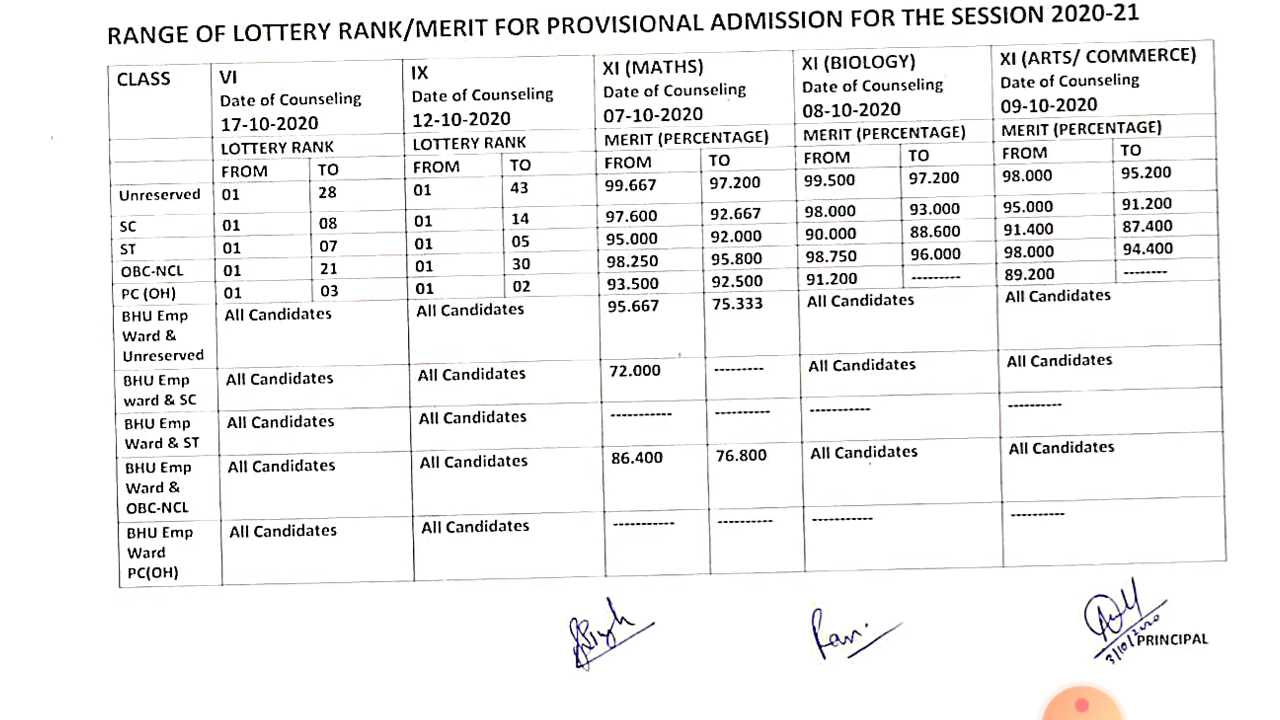 RANGE OF LOTTERY RANK/MERIT FOR PROVISIONAL ADMISSION FOR THE SESSION 2020-21
CLASS VI IX XI (MATHS) XI (BIOLOGY) XI (ARTS/ COMMERCE)
Date of Counseling Date of Counseling Date of Counseling Date of Counseling Date of Counseling
17-10-2020 12-10-2020 07-10-2020 08-10-2020 09-10-2020
LOTTERY RANK LOTTERY RANK MERIT (PERCENTAGE) MERIT (PERCENTAGE) MERIT (PERCENTAGE)
FROM TO FROM TO FROM TO FROM TO FROM TO
Unreserved 01 28 01 43 99.667 97.200 99.500 97.200 98.000 95.200
SC 01 08 01 14 97.600 92.667 98.000 93.000 95.000 91.200
ST 01 07 01 05 95.000 92.000 90.000 88.600 91.400 87.400
OBC-NCL 01 21 01 30 98.250 95.800 98.750 96.000 98.000 94.400
PC (OH) 01 03 01 02 93.500 92.500 91.200 --------- 89.200 --------
BHU Emp All Candidates All Candidates 95.667 75.333 All Candidates All Candidates
Ward &
Unreserved
BHU Emp All Candidates All Candidates 72.000 --------- All Candidates All Candidates
ward & SC
BHU Emp All Candidates All Candidates ----------- ---------- ----------- ----------
Ward & ST
BHU Emp All Candidates All Candidates 86.400 76.800 All Candidates All Candidates
Ward &
OBC-NCL
BHU Emp All Candidates All Candidates ----------- ---------- ----------- ----------
Ward
PC(OH)
3/10/2020
PRINCIPAL